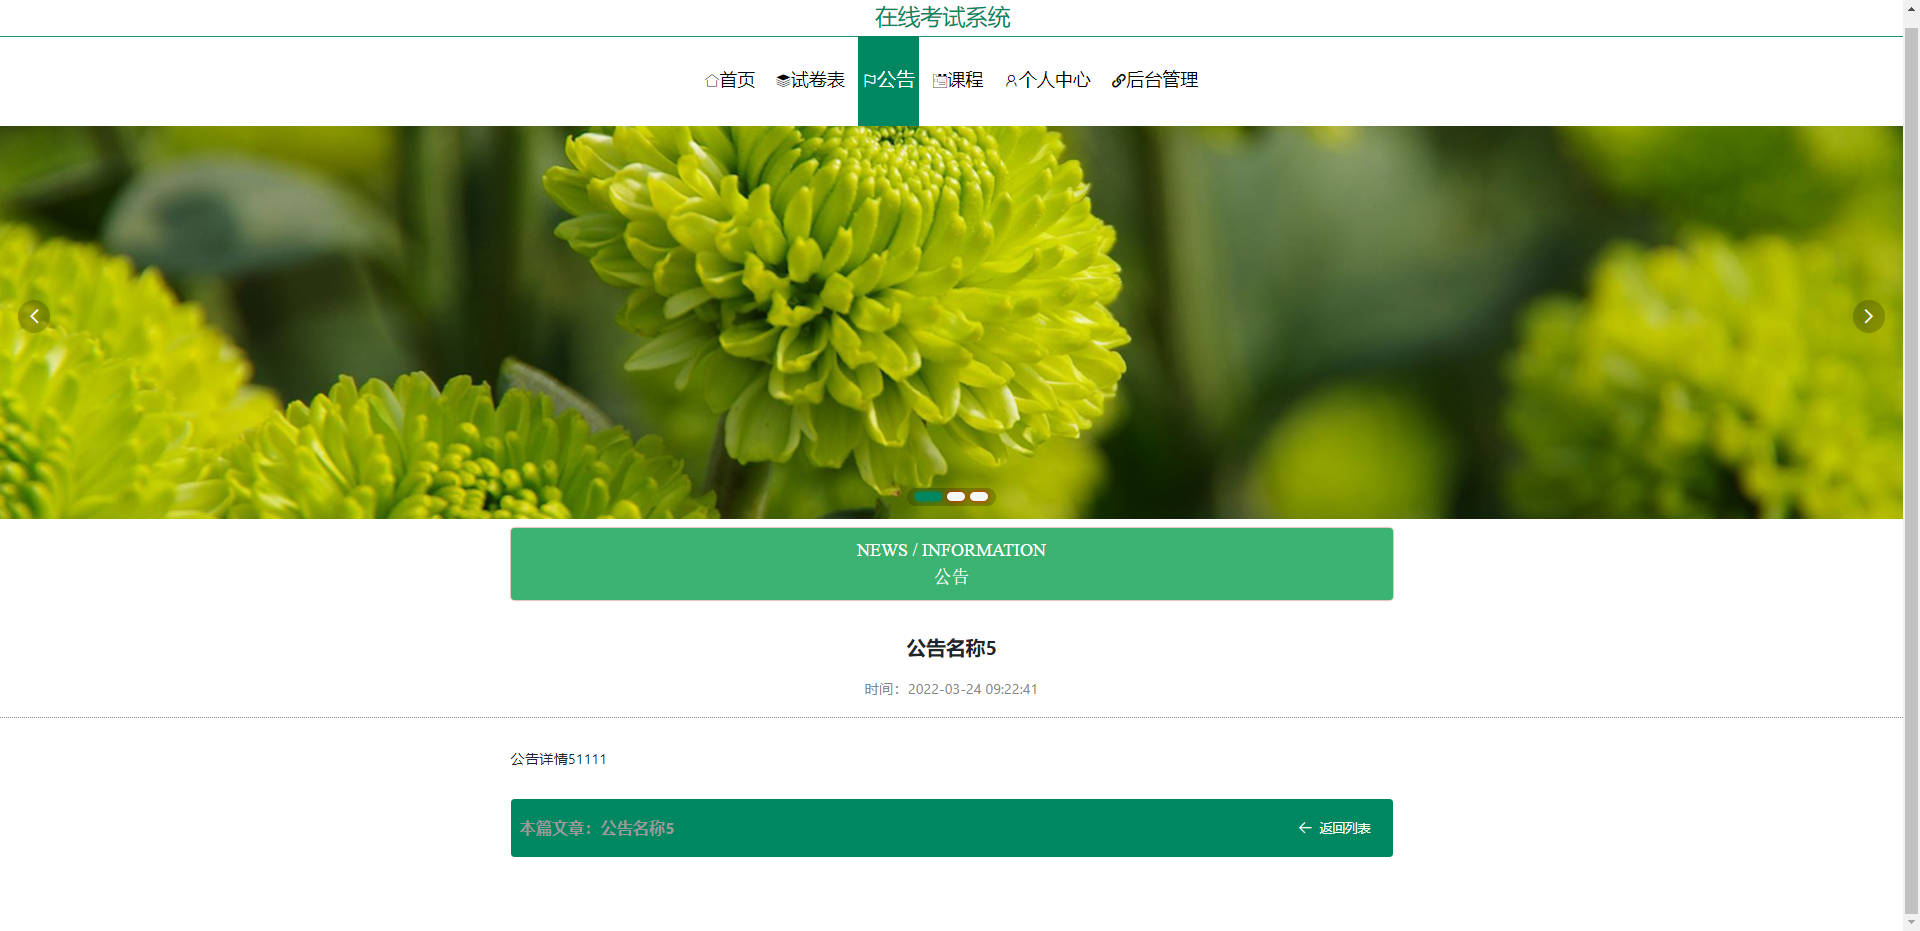 在线考试系统
首页 试卷表 公告 课程 个人中心 后台管理
NEWS / INFORMATION
公告
公告名称5
时间：2022-03-24 09:22:41
公告详情51111
本篇文章：公告名称5 返回列表